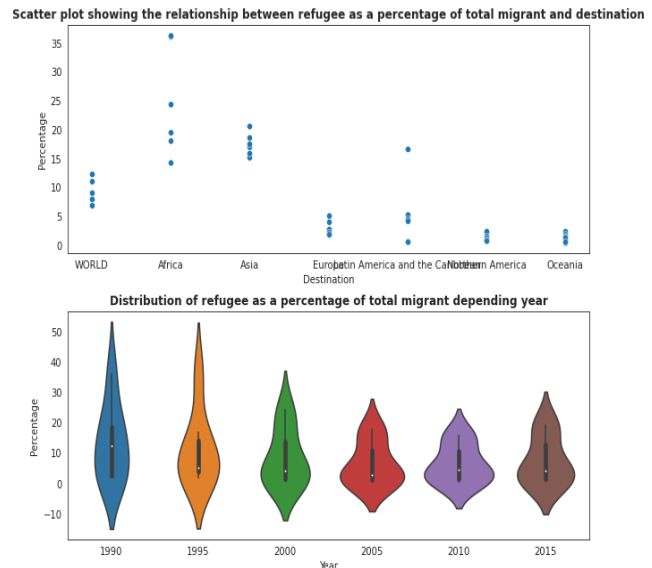 Scatter plot showing the relationship between refugee as a percentage of total migrant and destination
35
30
25
20
15
10
5
0
Percentage
WORLD Africa Asia Europe Latin America and the Caribbean Northern America Oceania
Destination
Distribution of refugee as a percentage of total migrant depending year
50
40
30
20
10
0
−10
Percentage
1990 1995 2000 2005 2010 2015
Year